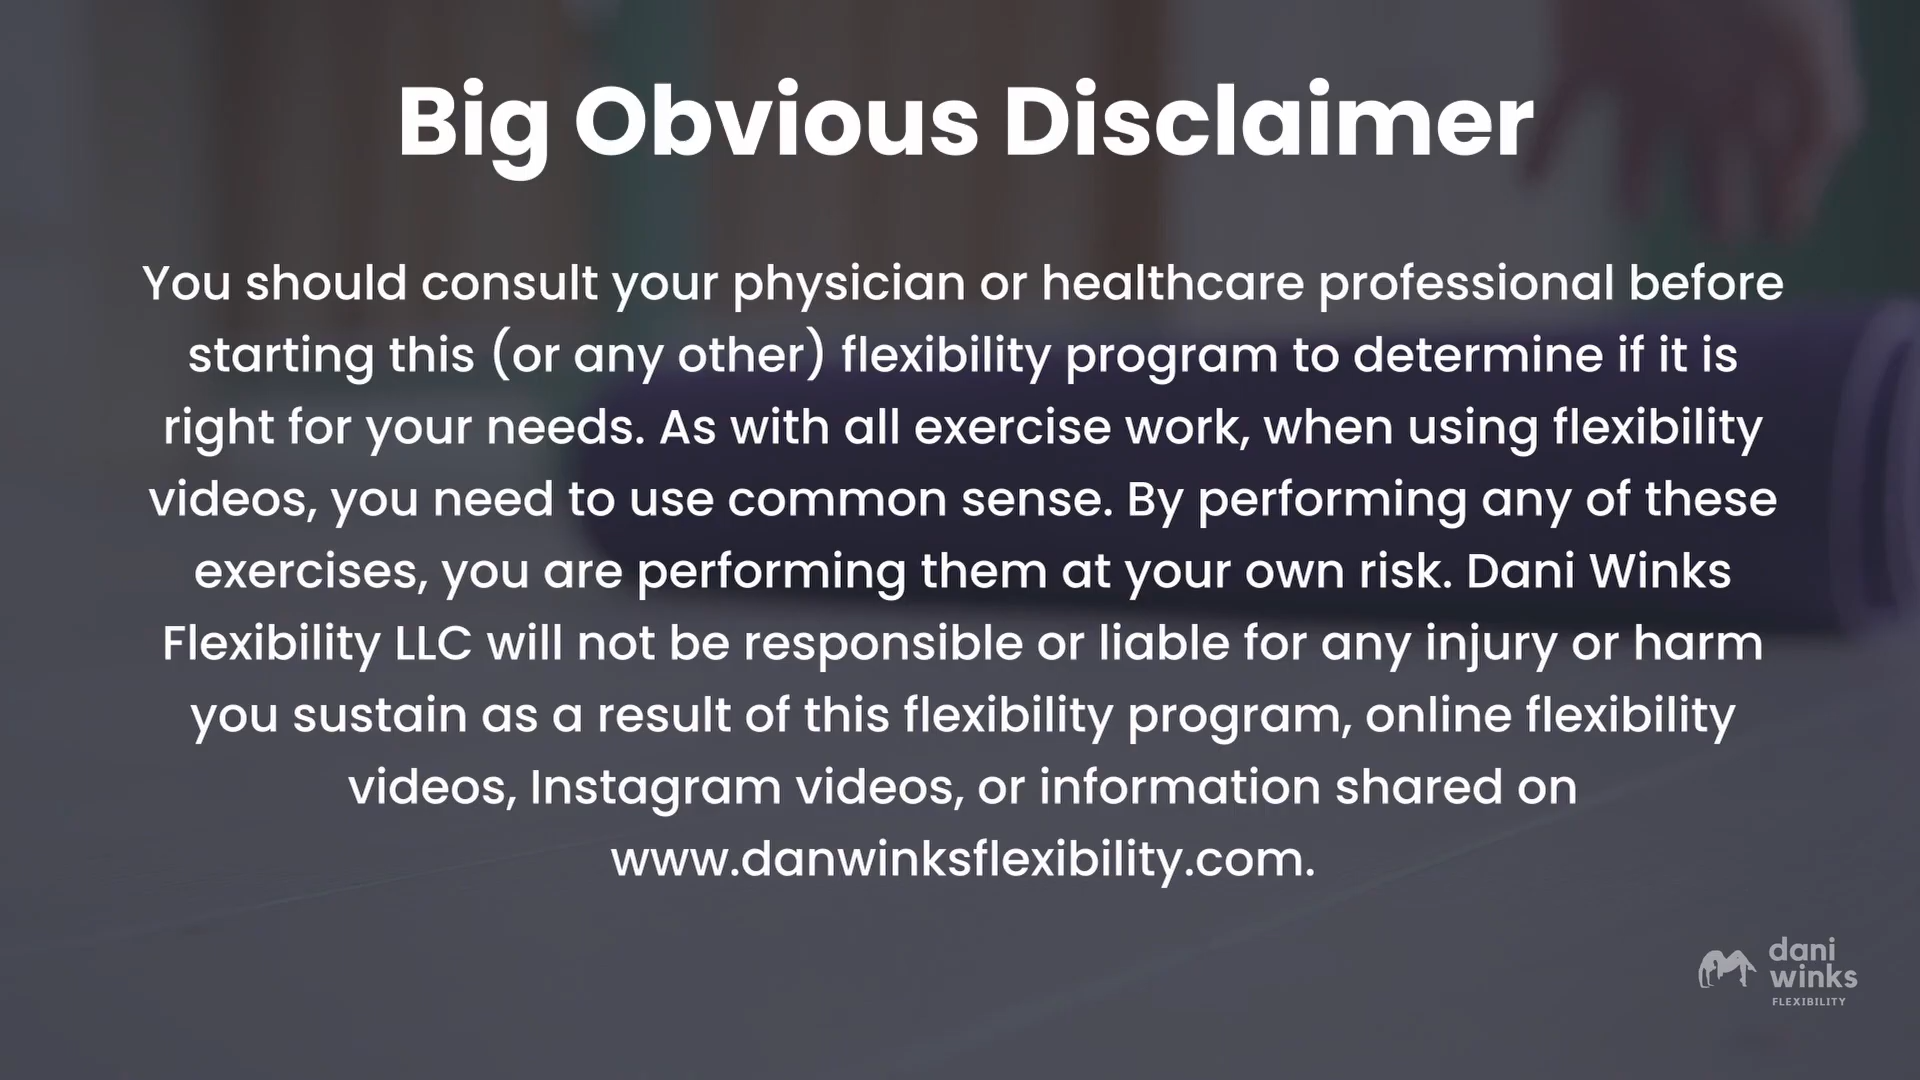 Big Obvious Disclaimer
You should consult your physician or healthcare professional before
starting this (or any other) flexibility program to determine if it is
right for your needs. As with all exercise work, when using flexibility
videos, you need to use common sense. By performing any of these
exercises, you are performing them at your own risk. Dani Winks
Flexibility LLC will not be responsible or liable for any injury or harm
you sustain as a result of this flexibility program, online flexibility
videos, Instagram videos, or information shared on
www.danwinksflexibility.com.
dani
winks
FLEXIBILITY